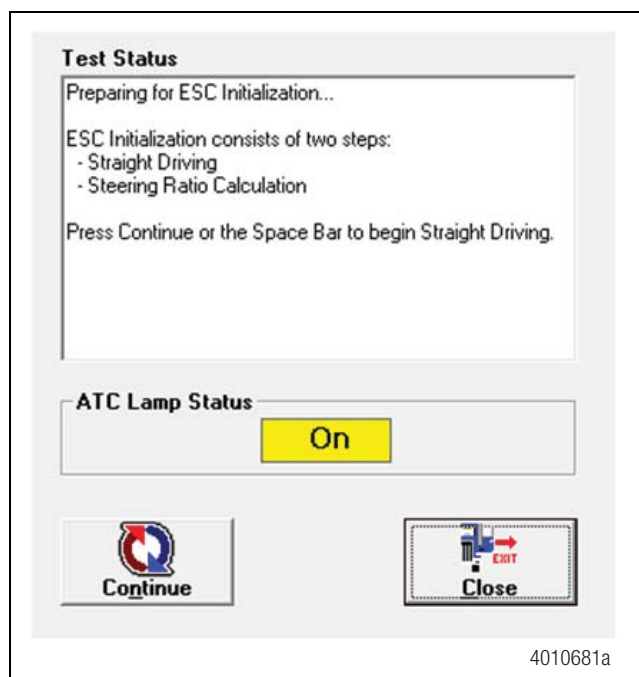 Test Status
Preparing for ESC Initialization...
ESC Initialization consists of two steps:
- Straight Driving
- Steering Ratio Calculation
Press Continue or the Space Bar to begin Straight Driving.
ATC Lamp Status
On
EXIT
Continue
Close
4010681a